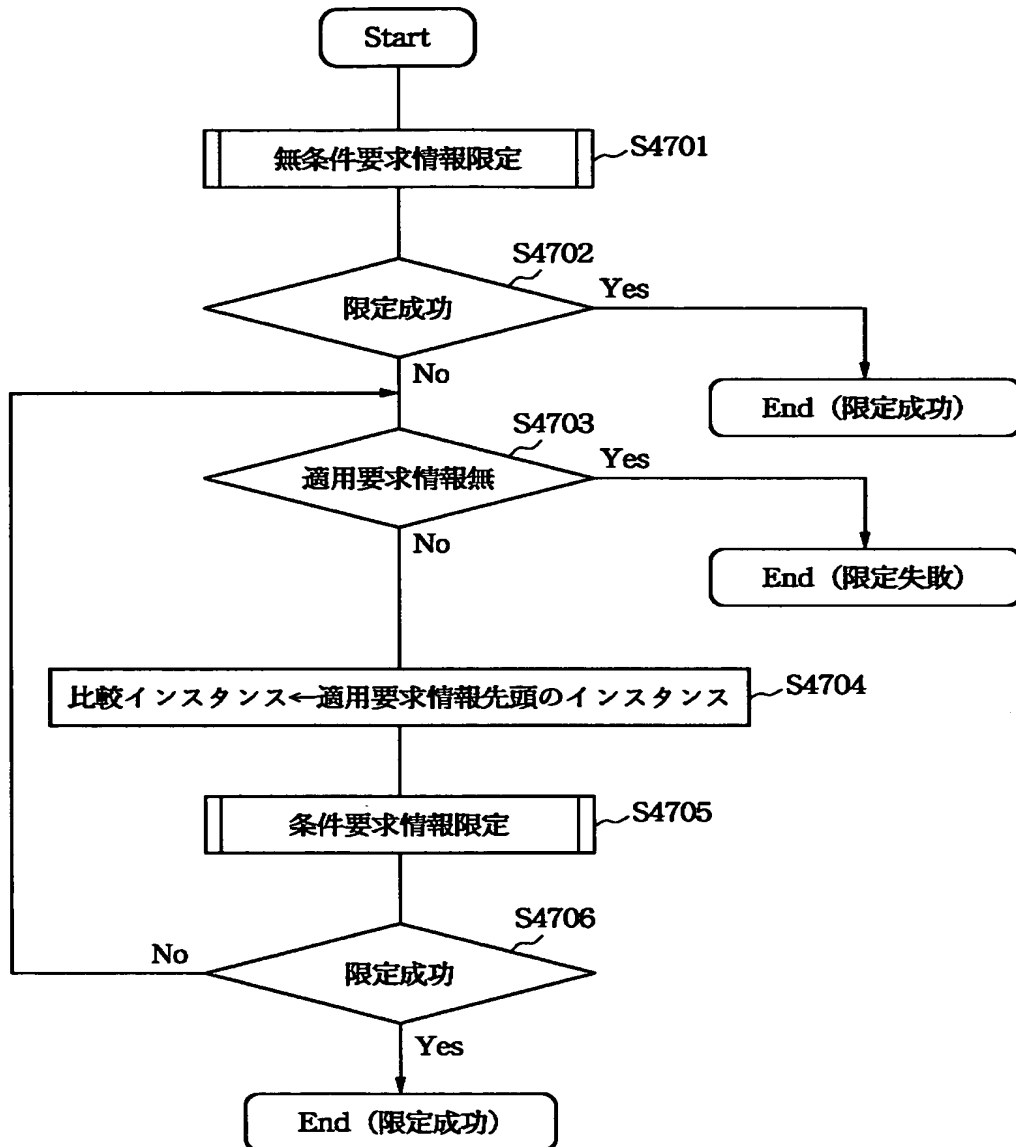 Start
無条件要求情報限定
S4701
S4702
限定成功
Yes
No
End (限定成功)
S4703
適用要求情報無
Yes
No
End (限定失敗)
比較インスタンス←適用要求情報先頭のインスタンス
S4704
条件要求情報限定
S4705
S4706
No
限定成功
Yes
End (限定成功)